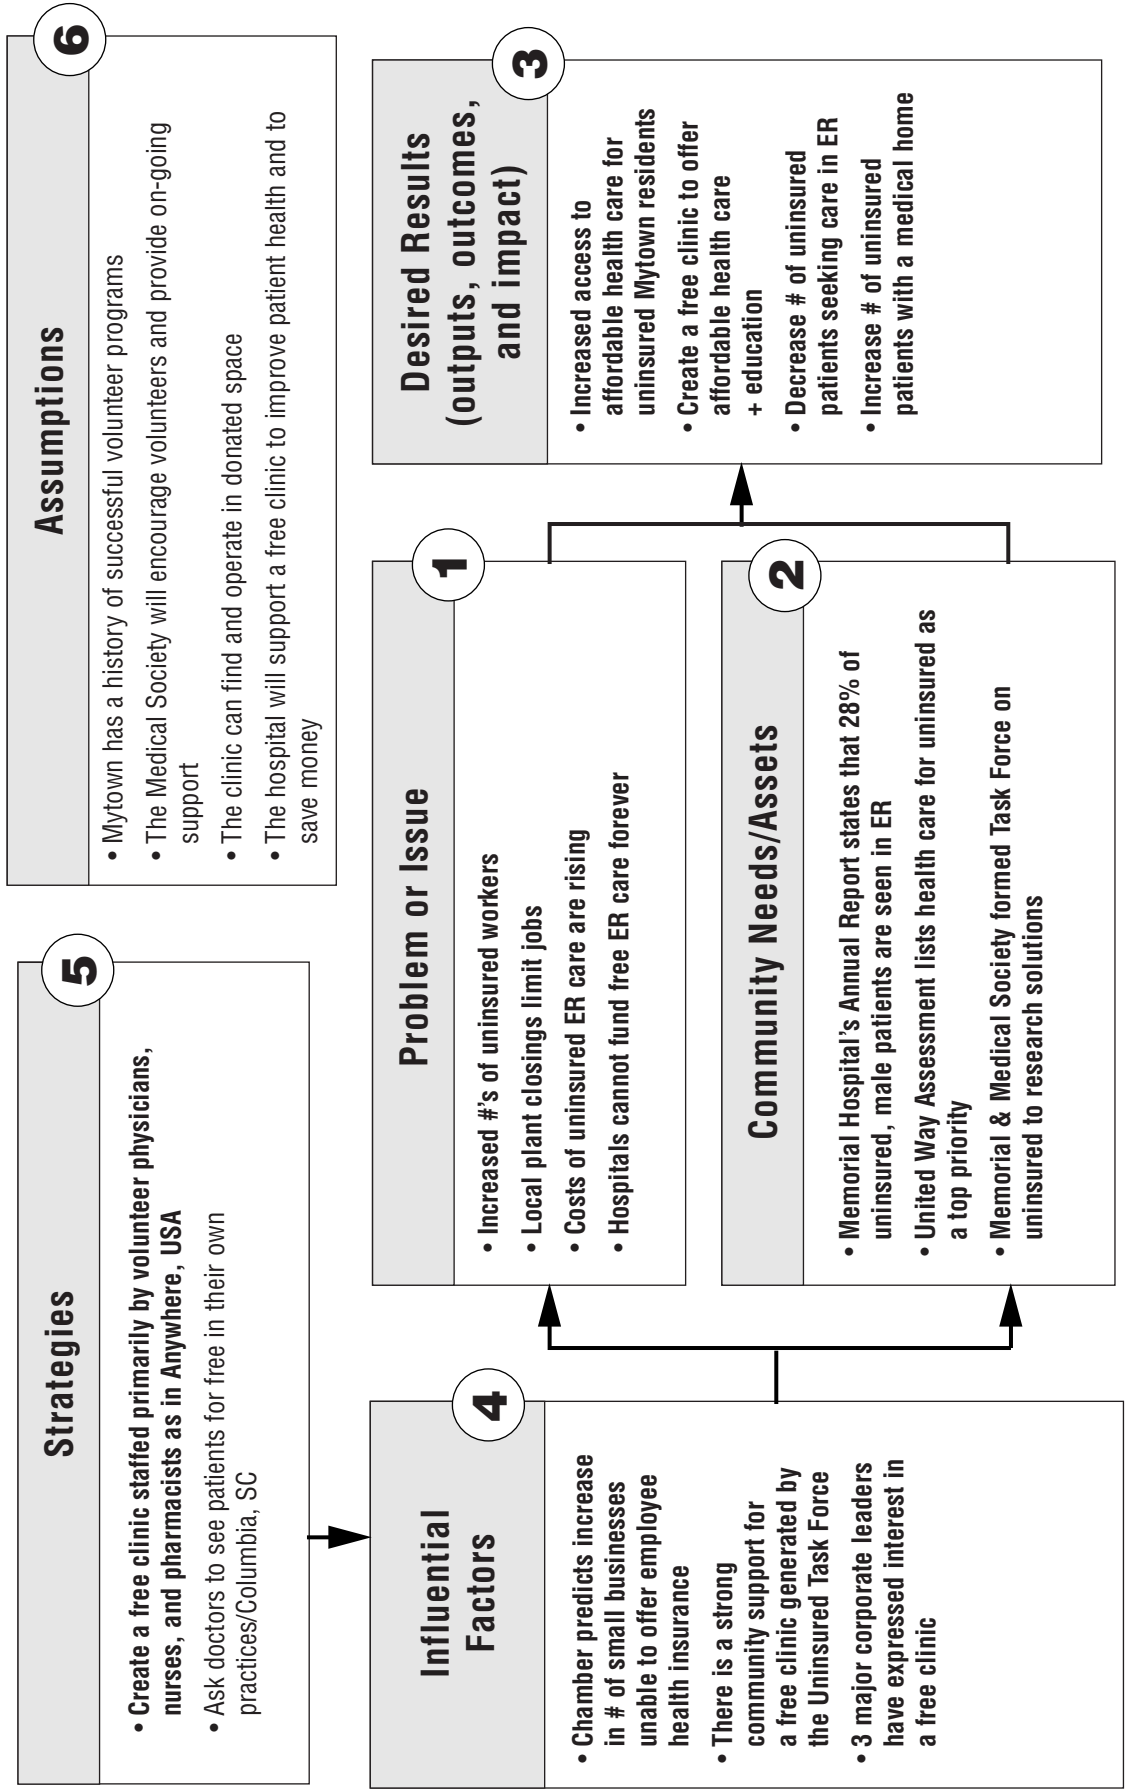 Strategies
5
• Create a free clinic staffed primarily by volunteer physicians,
nurses, and pharmacists as in Anywhere, USA
• Ask doctors to see patients for free in their own
practices/Columbia, SC
Assumptions
6
• Mytown has a history of successful volunteer programs
• The Medical Society will encourage volunteers and provide on-going
support
• The clinic can find and operate in donated space
• The hospital will support a free clinic to improve patient health and to
save money
Influential
Factors
4
• Chamber predicts increase
in # of small businesses
unable to offer employee
health insurance
• There is a strong
community support for
a free clinic generated by
the Uninsured Task Force
• 3 major corporate leaders
have expressed interest in
a free clinic
Problem or Issue
1
• Increased #'s of uninsured workers
• Local plant closings limit jobs
• Costs of uninsured ER care are rising
• Hospitals cannot fund free ER care forever
Community Needs/Assets
2
• Memorial Hospital's Annual Report states that 28% of
uninsured, male patients are seen in ER
• United Way Assessment lists health care for uninsured as
a top priority
• Memorial & Medical Society formed Task Force on
uninsured to research solutions
Desired Results
(outputs, outcomes,
and impact)
3
• Increased access to
affordable health care for
uninsured Mytown residents
• Create a free clinic to offer
affordable health care
+ education
• Decrease # of uninsured
patients seeking care in ER
• Increase # of uninsured
patients with a medical home